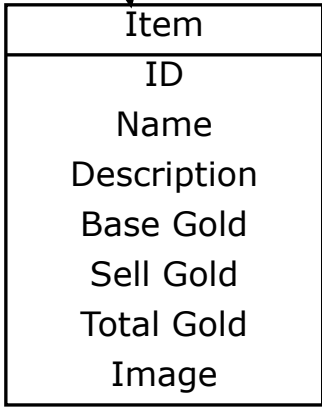 Item
ID
Name
Description
Base Gold
Sell Gold
Total Gold
Image